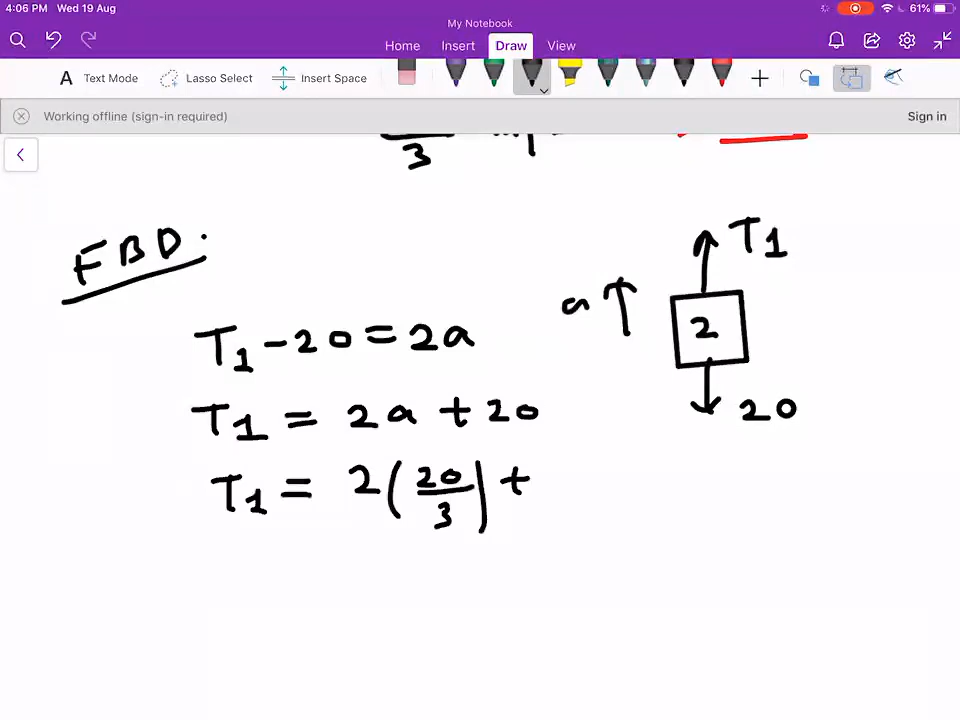 4:06 PM Wed 19 Aug
61%
My Notebook
Home Insert Draw View
Text Mode Lasso Select Insert Space
Working offline (sign-in required) Sign in
3
FBD.
T1
a
2
20
T1 - 20 = 2a
T1 = 2a + 20
T1 = 2(20/3) +